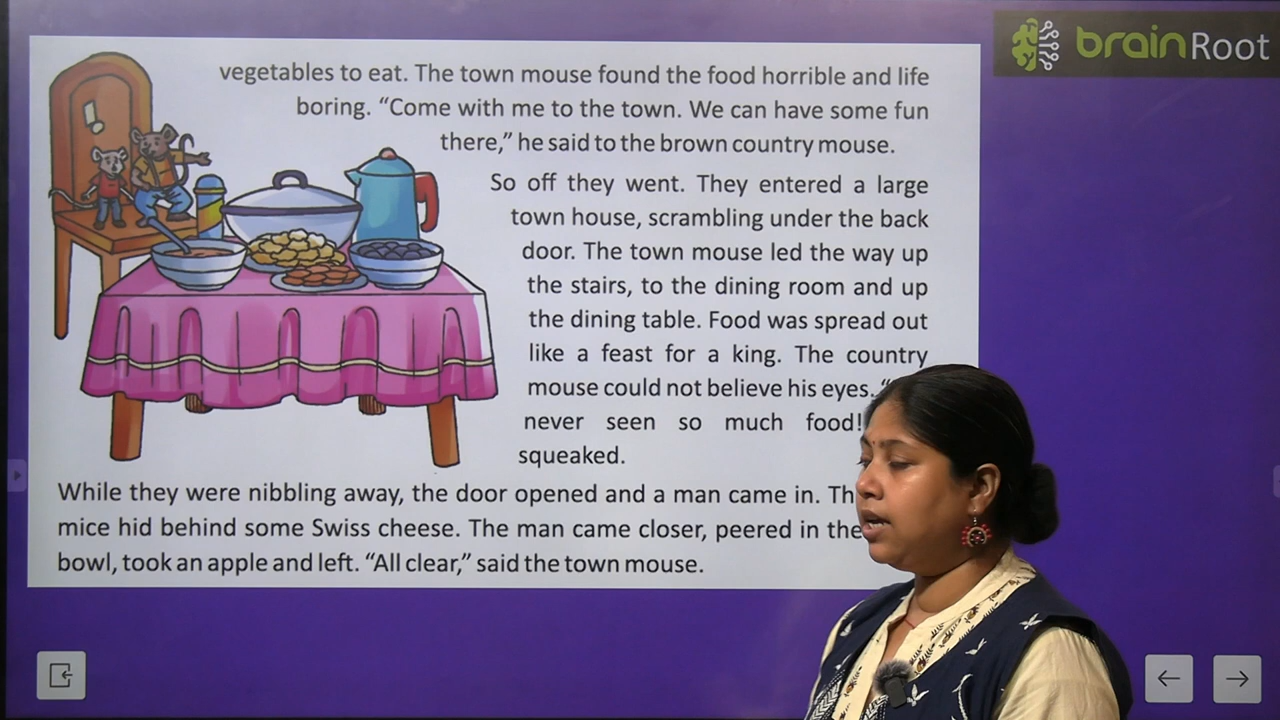 brainRoot
vegetables to eat. The town mouse found the food horrible and life
boring. “Come with me to the town. We can have some fun
there,” he said to the brown country mouse.
So off they went. They entered a large
town house, scrambling under the back
door. The town mouse led the way up
the stairs, to the dining room and up
the dining table. Food was spread out
like a feast for a king. The country
mouse could not believe his eyes.
never seen so much food!
squeaked.
While they were nibbling away, the door opened and a man came in.
mice hid behind some Swiss cheese. The man came closer, peered in the
bowl, took an apple and left. “All clear,” said the town mouse.